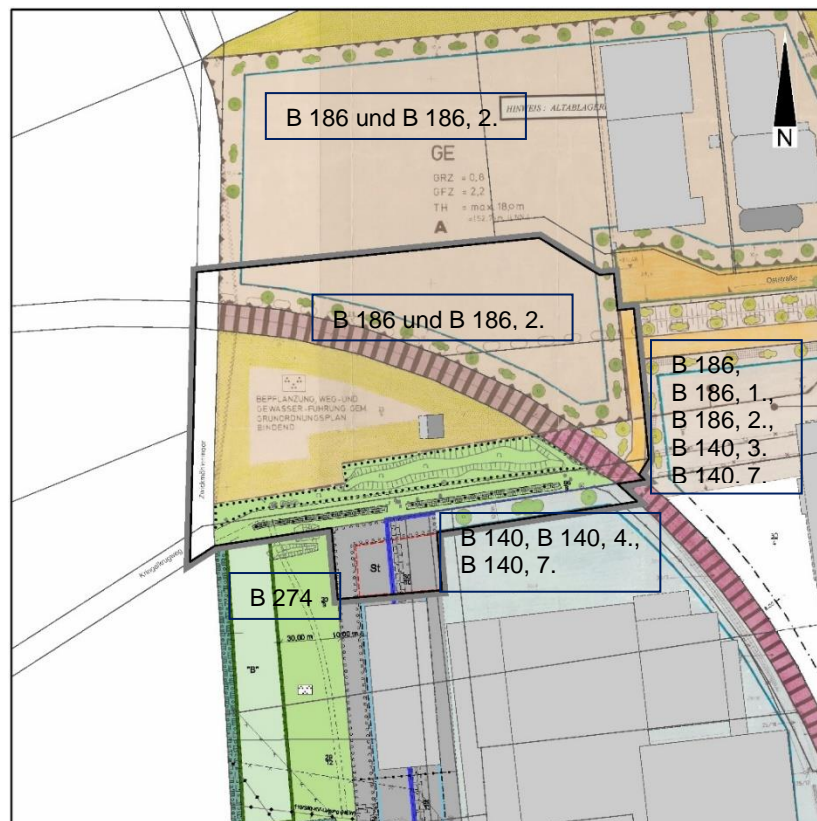 B 186 und B 186, 2.
HINWEIS: ALTABLAGER
N
GE
GRZ = 0,8
GFZ = 2,2
TH = max. 18,0m
A
Oststraße
B 186 und B 186, 2.
B 186,
B 186, 1.,
B 186, 2.,
B 140, 3.
B 140, 7.
BEPFLANZUNG, WEG- UND
GEWÄSSER-FÜHRUNG GEM.
GRÜNORDNUNGSPLAN
BINDEND
B 140, B 140, 4.,
B 140, 7.
St
B 274
30,00 m
10,00 m
"B"